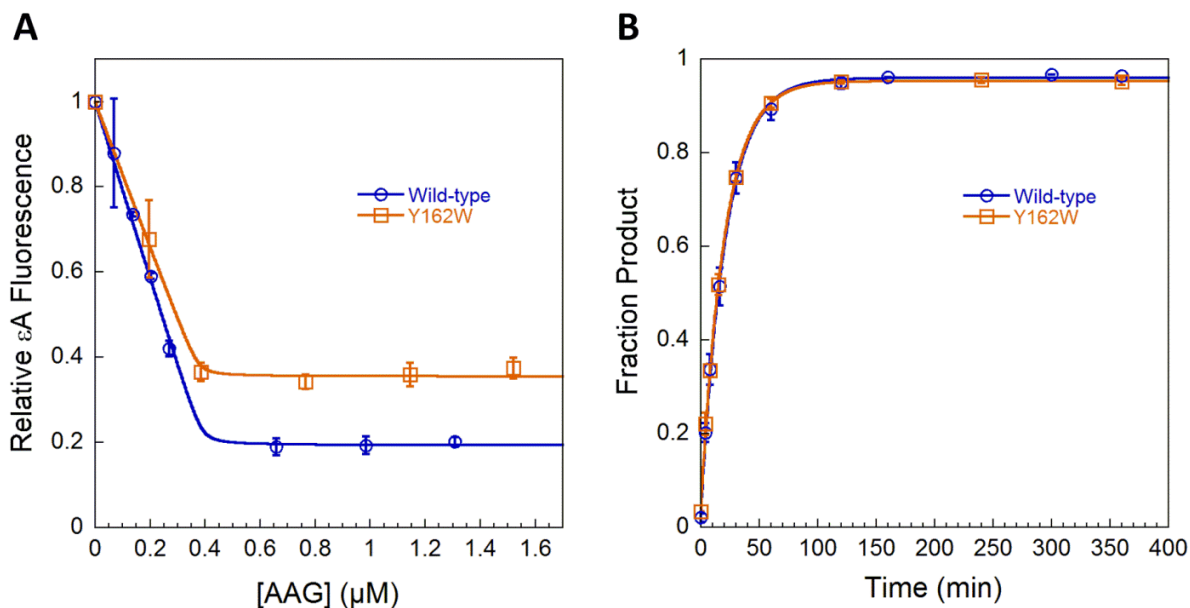 A
Relative εA Fluorescence
1
0.8
0.6
0.4
0.2
0
0 0.2 0.4 0.6 0.8 1 1.2 1.4 1.6
[AAG] (µM)
Wild-type
Y162W
B
Fraction Product
1
0.8
0.6
0.4
0.2
0
0 50 100 150 200 250 300 350 400
Time (min)
Wild-type
Y162W